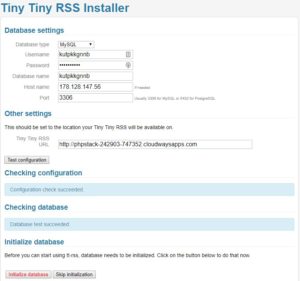 Tiny Tiny RSS Installer
Database settings
Database type MySQL
Username kutpkkgnnb
Password ••••••••••
Database name kutpkkgnnb
Host name 178.128.147.56 If needed
Port 3306 Usually 3306 for MySQL or 5432 for PostgreSQL
Other settings
This should be set to the location your Tiny Tiny RSS will be available on.
Tiny Tiny RSS
URL http://phpstack-242903-747352.cloudwaysapps.com
Test configuration
Checking configuration
Configuration check succeeded.
Checking database
Database test succeeded.
Initialize database
Before you can start using tt-rss, database needs to be initialized. Click on the button below to do that now.
Initialize database Skip initialization